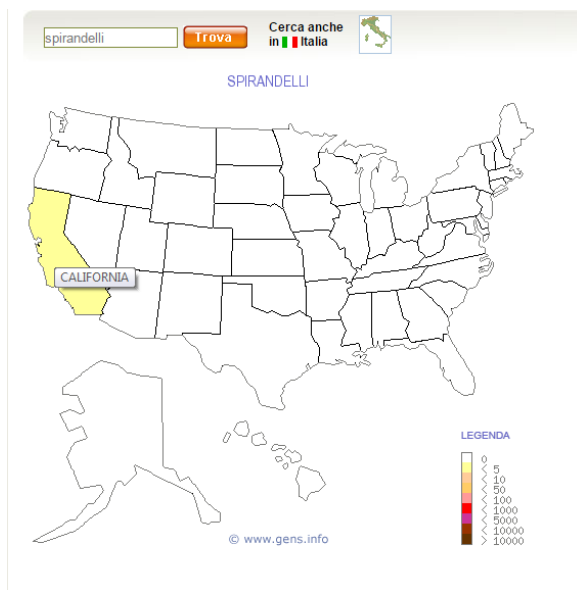 spirandelli
Trova
Cerca anche
in Italia
SPIRANDELLI
CALIFORNIA
LEGENDA
0
< 5
< 10
< 50
< 100
< 1000
< 5000
< 10000
> 10000
© www.gens.info